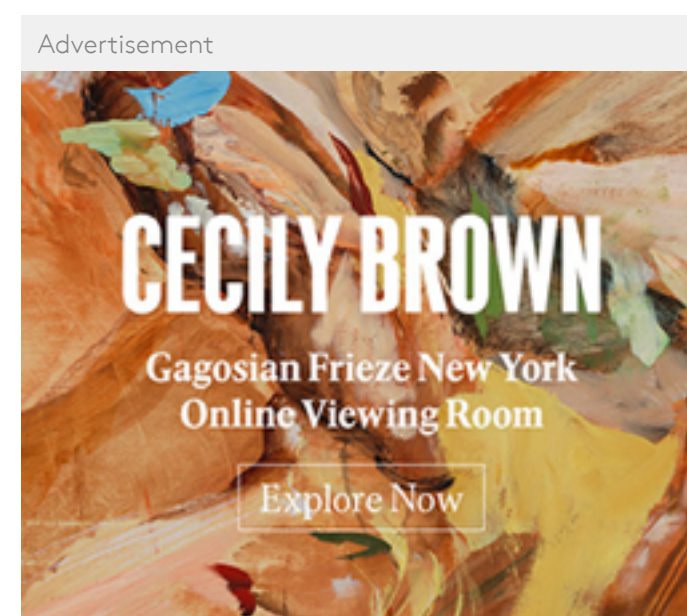 Advertisement
CECILY BROWN
Gagosian Frieze New York
Online Viewing Room
Explore Now